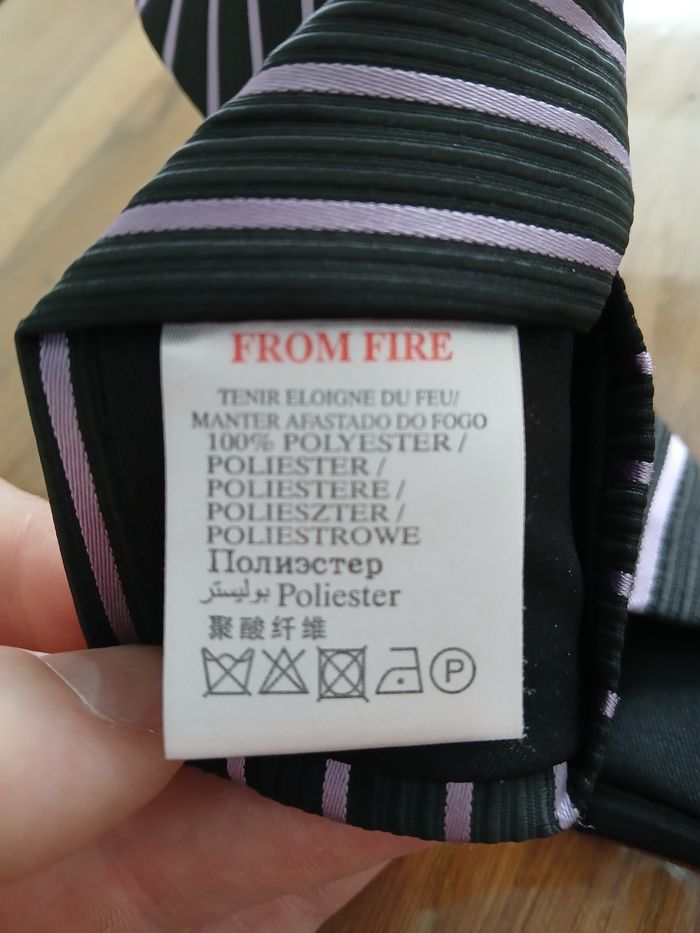 FROM FIRE
TENIR ELOIGNE DU FEU/
MANTER AFASTADO DO FOGO
100% POLYESTER /
POLIESTER /
POLIESTERE /
POLIESZTER /
POLIESTROWE
Полиэстер
بوليستر Poliester
聚酸纤维
P